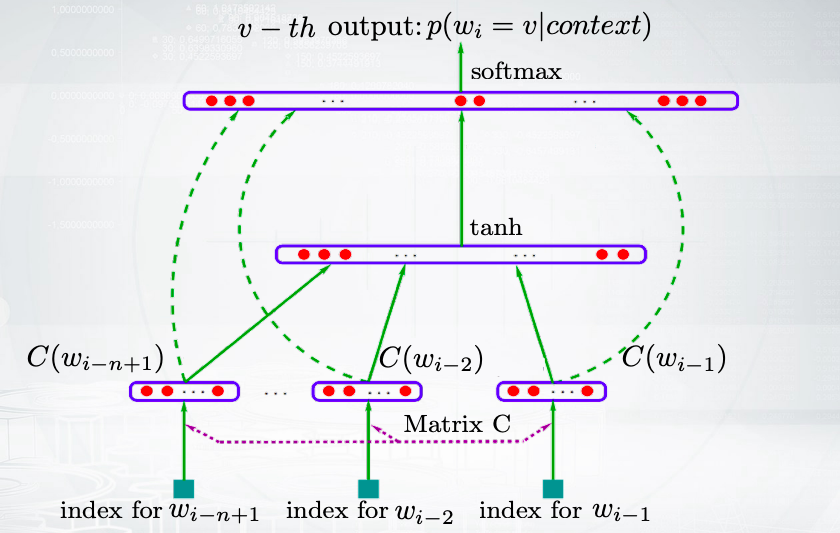 v − th output: p(w_i = v|context)
softmax
... ...
tanh
... ...
C(w_{i−n+1}) C(w_{i−2}) C(w_{i−1})
... ... ... ...
Matrix C
index for w_{i−n+1} index for w_{i−2} index for w_{i−1}